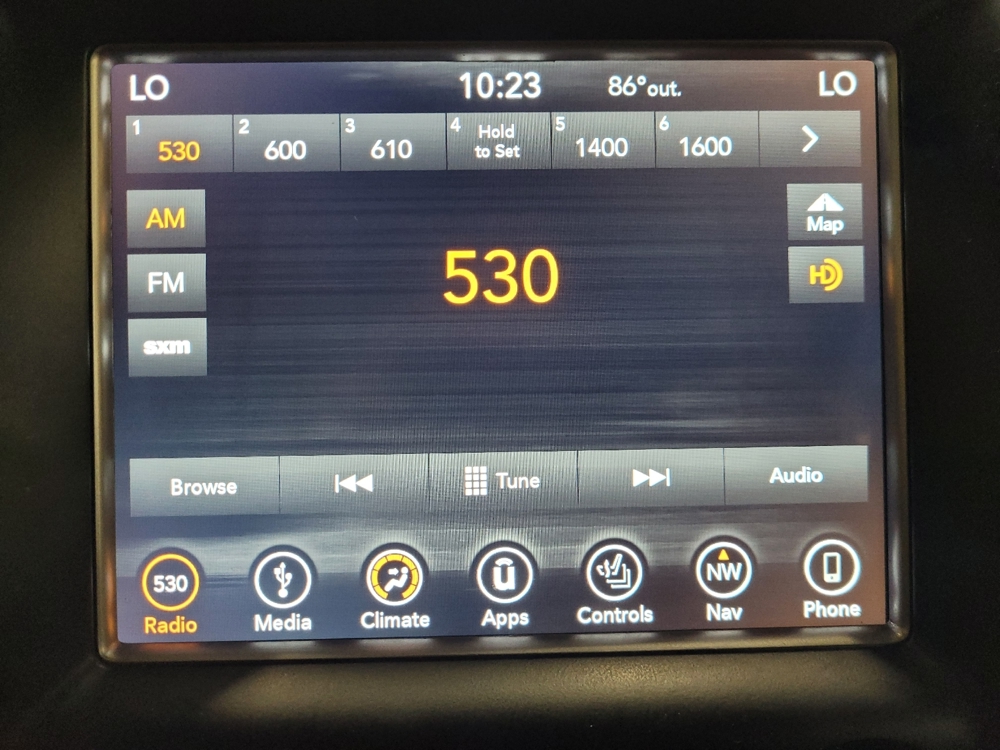 LO 10:23 86°out. LO
1 530
2 600
3 610
4 Hold
to Set
5 1400
6 1600
AM
FM
sxm
530
Map
HD
Browse Tune Audio
530 NW
Radio Media Climate Apps Controls Nav Phone